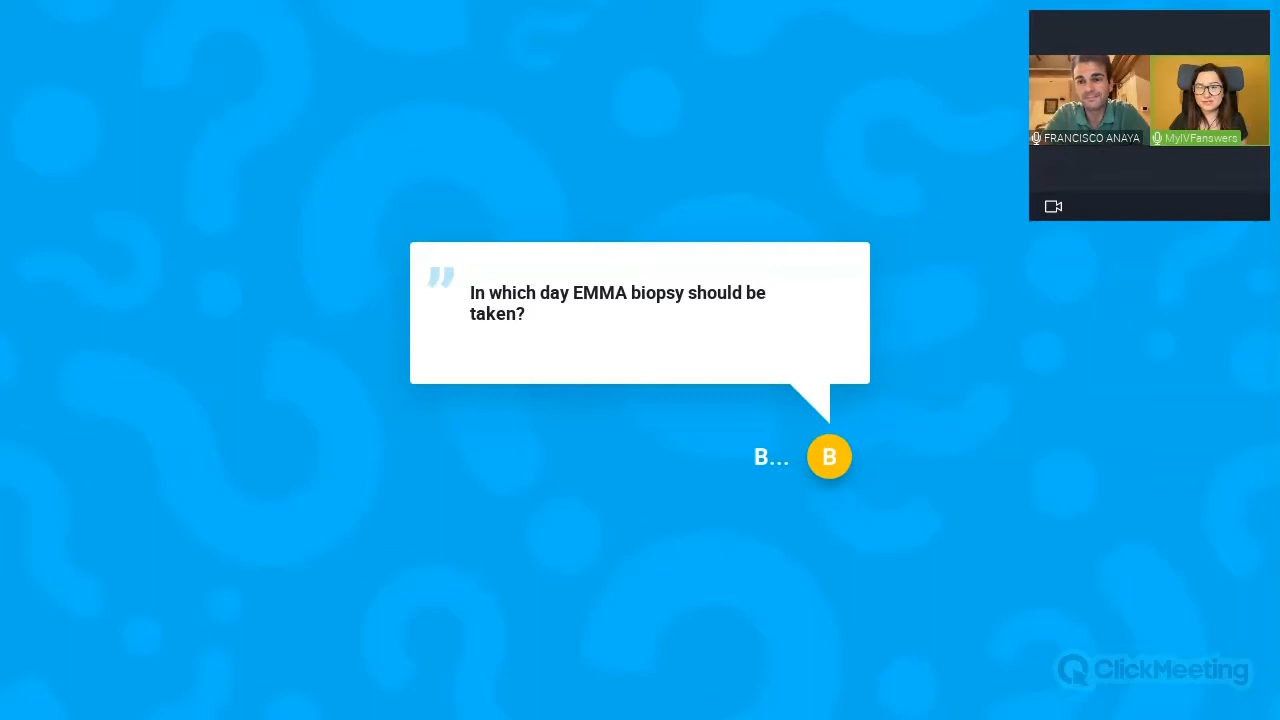 FRANCISCO ANAYA
MyIVFanswers
”
In which day EMMA biopsy should be
taken?
B...
B
ClickMeeting